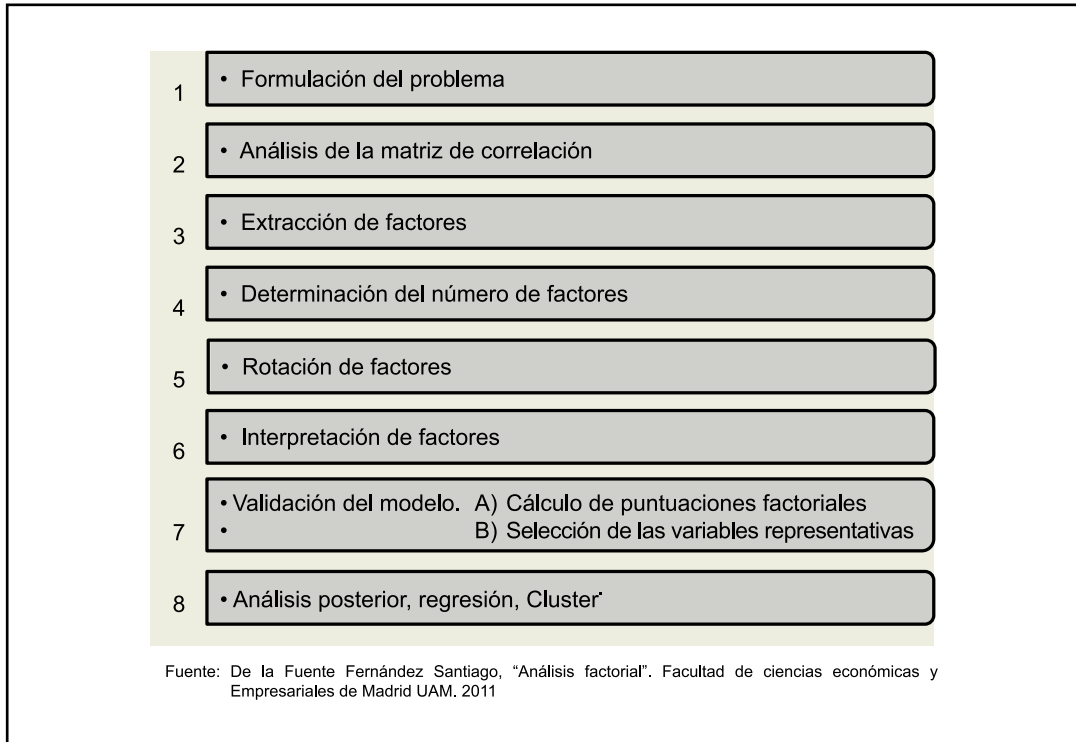 1 • Formulación del problema
2 • Análisis de la matriz de correlación
3 • Extracción de factores
4 • Determinación del número de factores
5 • Rotación de factores
6 • Interpretación de factores
• Validación del modelo. A) Cálculo de puntuaciones factoriales
7 • B) Selección de las variables representativas
8 • Análisis posterior, regresión, Cluster
Fuente: De la Fuente Fernández Santiago, “Análisis factorial”. Facultad de ciencias económicas y
Empresariales de Madrid UAM. 2011